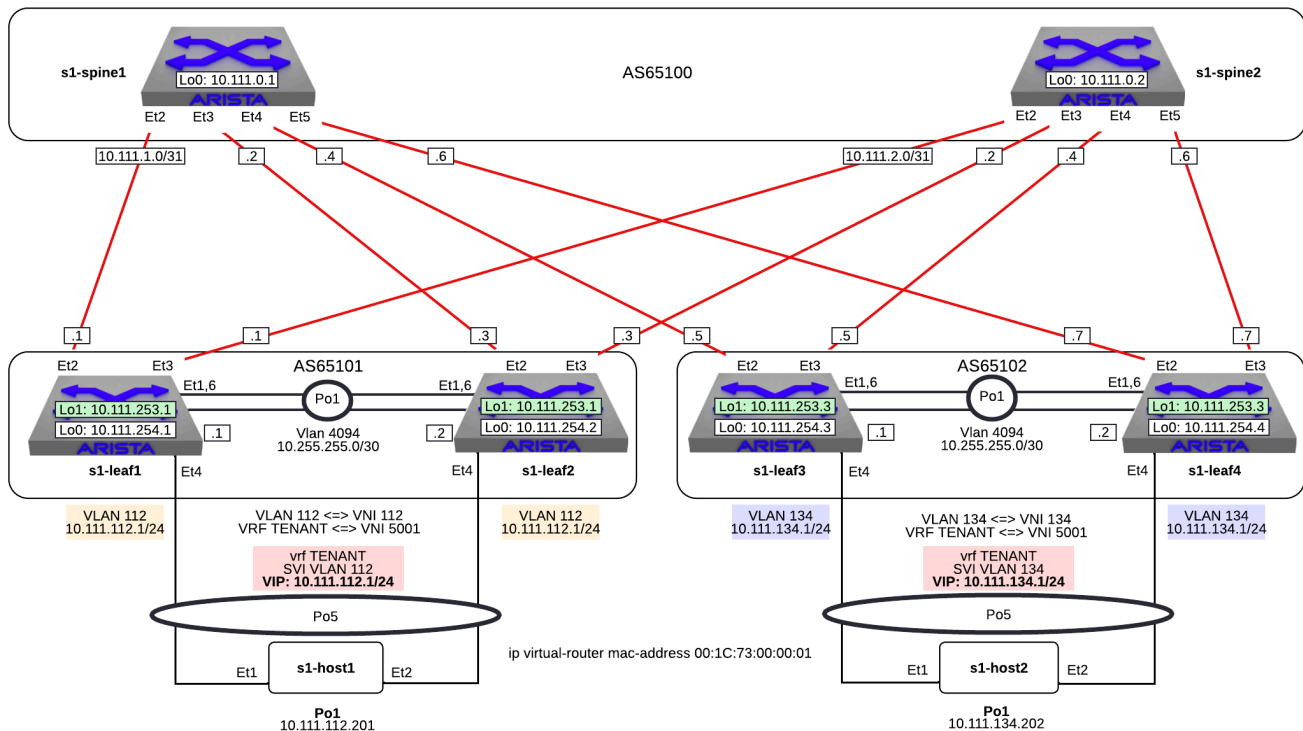 s1-spine1
Lo0: 10.111.0.1
ARISTA
Et2
Et3
Et4
Et5
AS65100
Lo0: 10.111.0.2
ARISTA
Et2
Et3
Et4
Et5
s1-spine2
10.111.1.0/31
.2
.4
.6
10.111.2.0/31
.2
.4
.6
.1
.1
.3
.3
.5
.5
.7
.7
Et2
Et3
AS65101
Et2
Et3
Et2
Et3
AS65102
Et2
Et3
Lo1: 10.111.253.1
Lo0: 10.111.254.1
ARISTA
s1-leaf1
Et1,6
Po1
Et1,6
.1
Vlan 4094
10.255.255.0/30
.2
Lo1: 10.111.253.1
Lo0: 10.111.254.2
ARISTA
s1-leaf2
Et4
Et4
Lo1: 10.111.253.3
Lo0: 10.111.254.3
ARISTA
s1-leaf3
Et1,6
Po1
Et1,6
.1
Vlan 4094
10.255.255.0/30
.2
Lo1: 10.111.253.3
Lo0: 10.111.254.4
ARISTA
s1-leaf4
Et4
Et4
VLAN 112
10.111.112.1/24
VLAN 112 <=> VNI 112
VRF TENANT <=> VNI 5001
VLAN 112
10.111.112.1/24
vrf TENANT
SVI VLAN 112
VIP: 10.111.112.1/24
Po5
Et1
s1-host1
Et2
Po1
10.111.112.201
ip virtual-router mac-address 00:1C:73:00:00:01
VLAN 134
10.111.134.1/24
VLAN 134 <=> VNI 134
VRF TENANT <=> VNI 5001
VLAN 134
10.111.134.1/24
vrf TENANT
SVI VLAN 134
VIP: 10.111.134.1/24
Po5
Et1
s1-host2
Et2
Po1
10.111.134.202